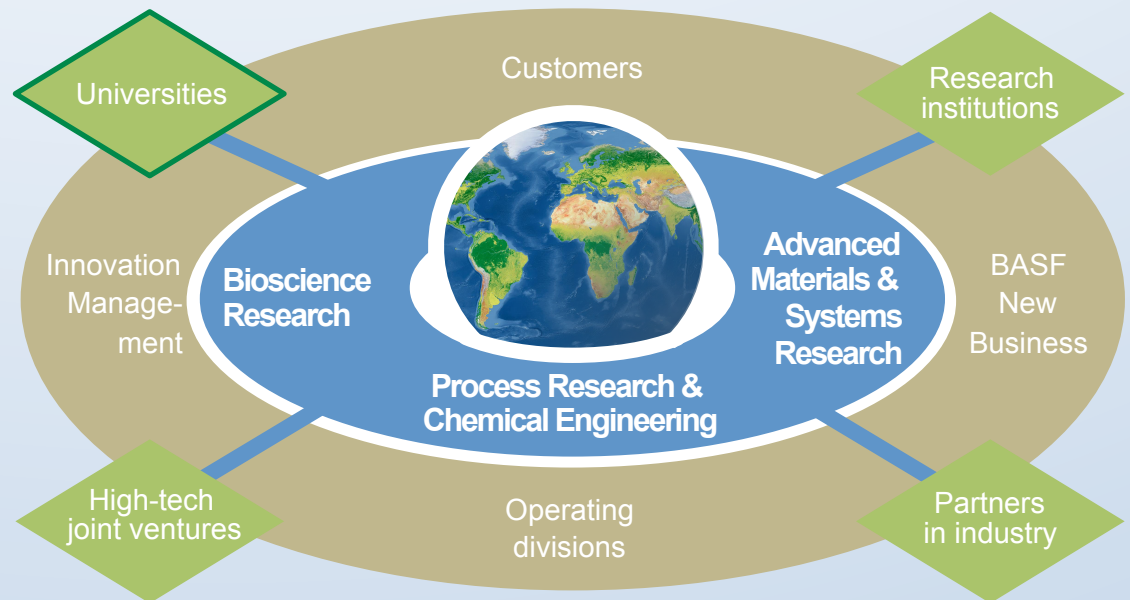 Customers
Universities
Research
institutions
Innovation
Manage-
ment
Bioscience
Research
Advanced
Materials &
Systems
Research
BASF
New
Business
Process Research &
Chemical Engineering
High-tech
joint ventures
Operating
divisions
Partners
in industry